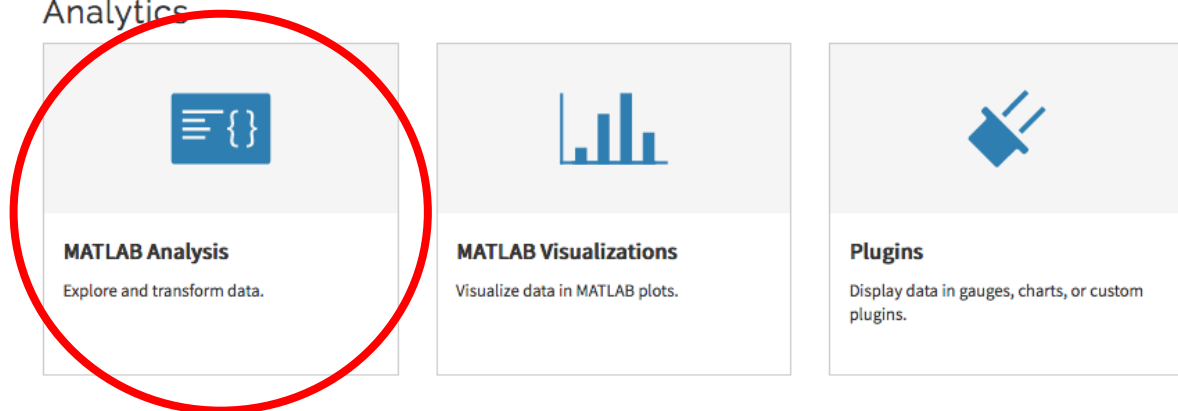 Analytics
MATLAB Analysis
Explore and transform data.
MATLAB Visualizations
Visualize data in MATLAB plots.
Plugins
Display data in gauges, charts, or custom
plugins.